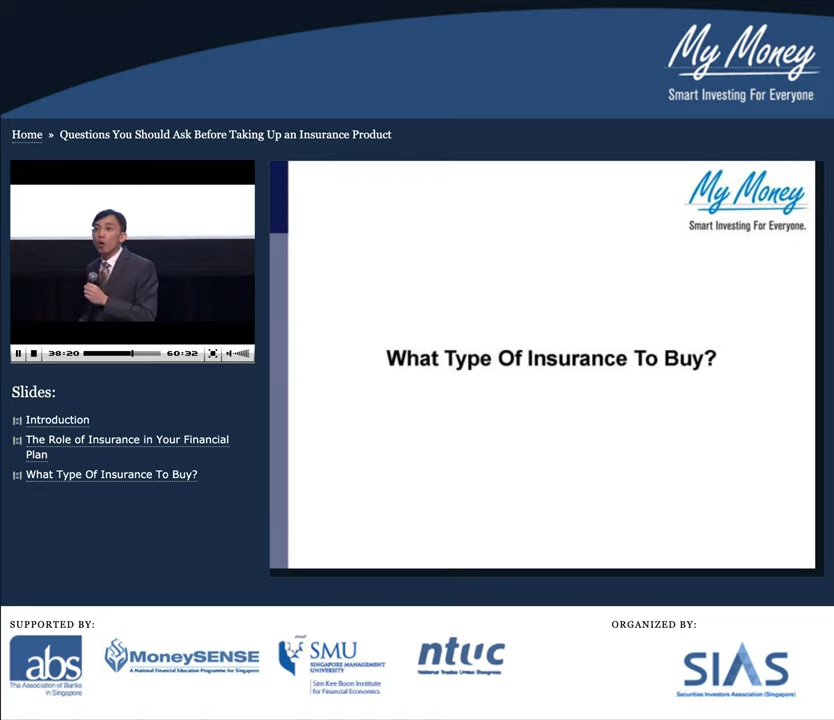 My Money
Smart Investing For Everyone
Home » Questions You Should Ask Before Taking Up an Insurance Product
My Money
Smart Investing For Everyone.
What Type Of Insurance To Buy?
38:20 60:32
Slides:
Introduction
The Role of Insurance in Your Financial
Plan
What Type Of Insurance To Buy?
SUPPORTED BY:
ORGANIZED BY:
abs
The Association of Banks
in Singapore
MoneySENSE
A National Financial Education Programme for Singapore
SMU
SINGAPORE MANAGEMENT
UNIVERSITY
Sim Kee Boon Institute
for Financial Economics
ntuc
National Trades Union Congress
SIAS
Securities Investors Association (Singapore)